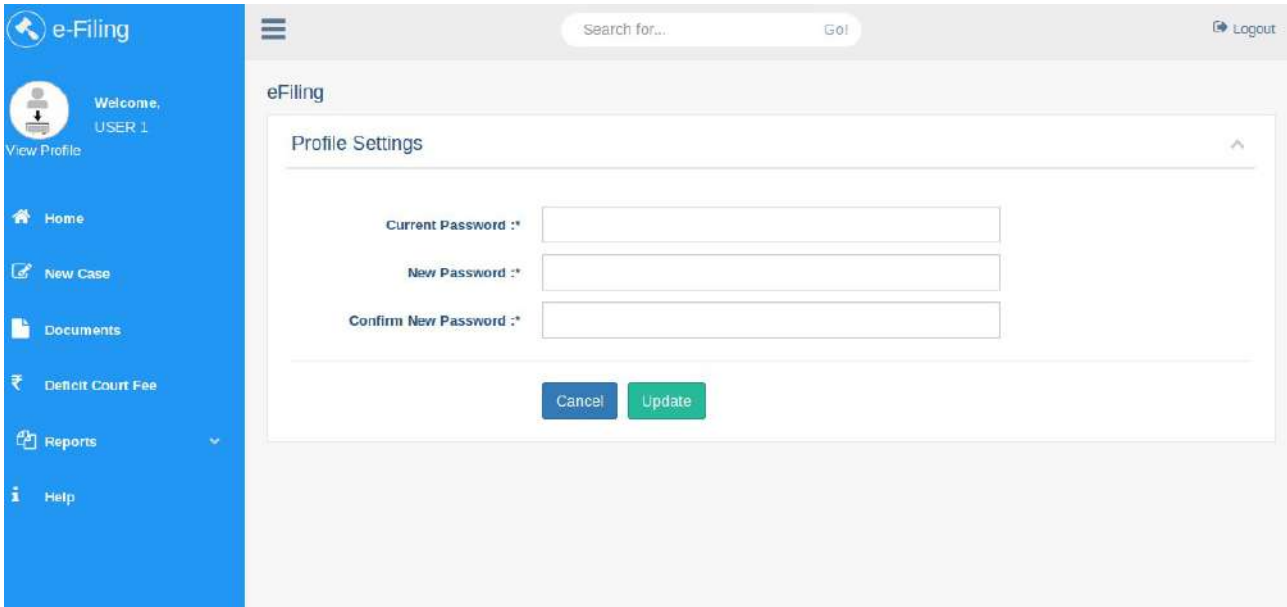 e-Filing
Search for... Go!
Logout
Welcome,
USER 1
View Profile
Home
New Case
Documents
₹ Deficit Court Fee
Reports
Help
eFiling
Profile Settings
Current Password :*
New Password :*
Confirm New Password :*
Cancel Update